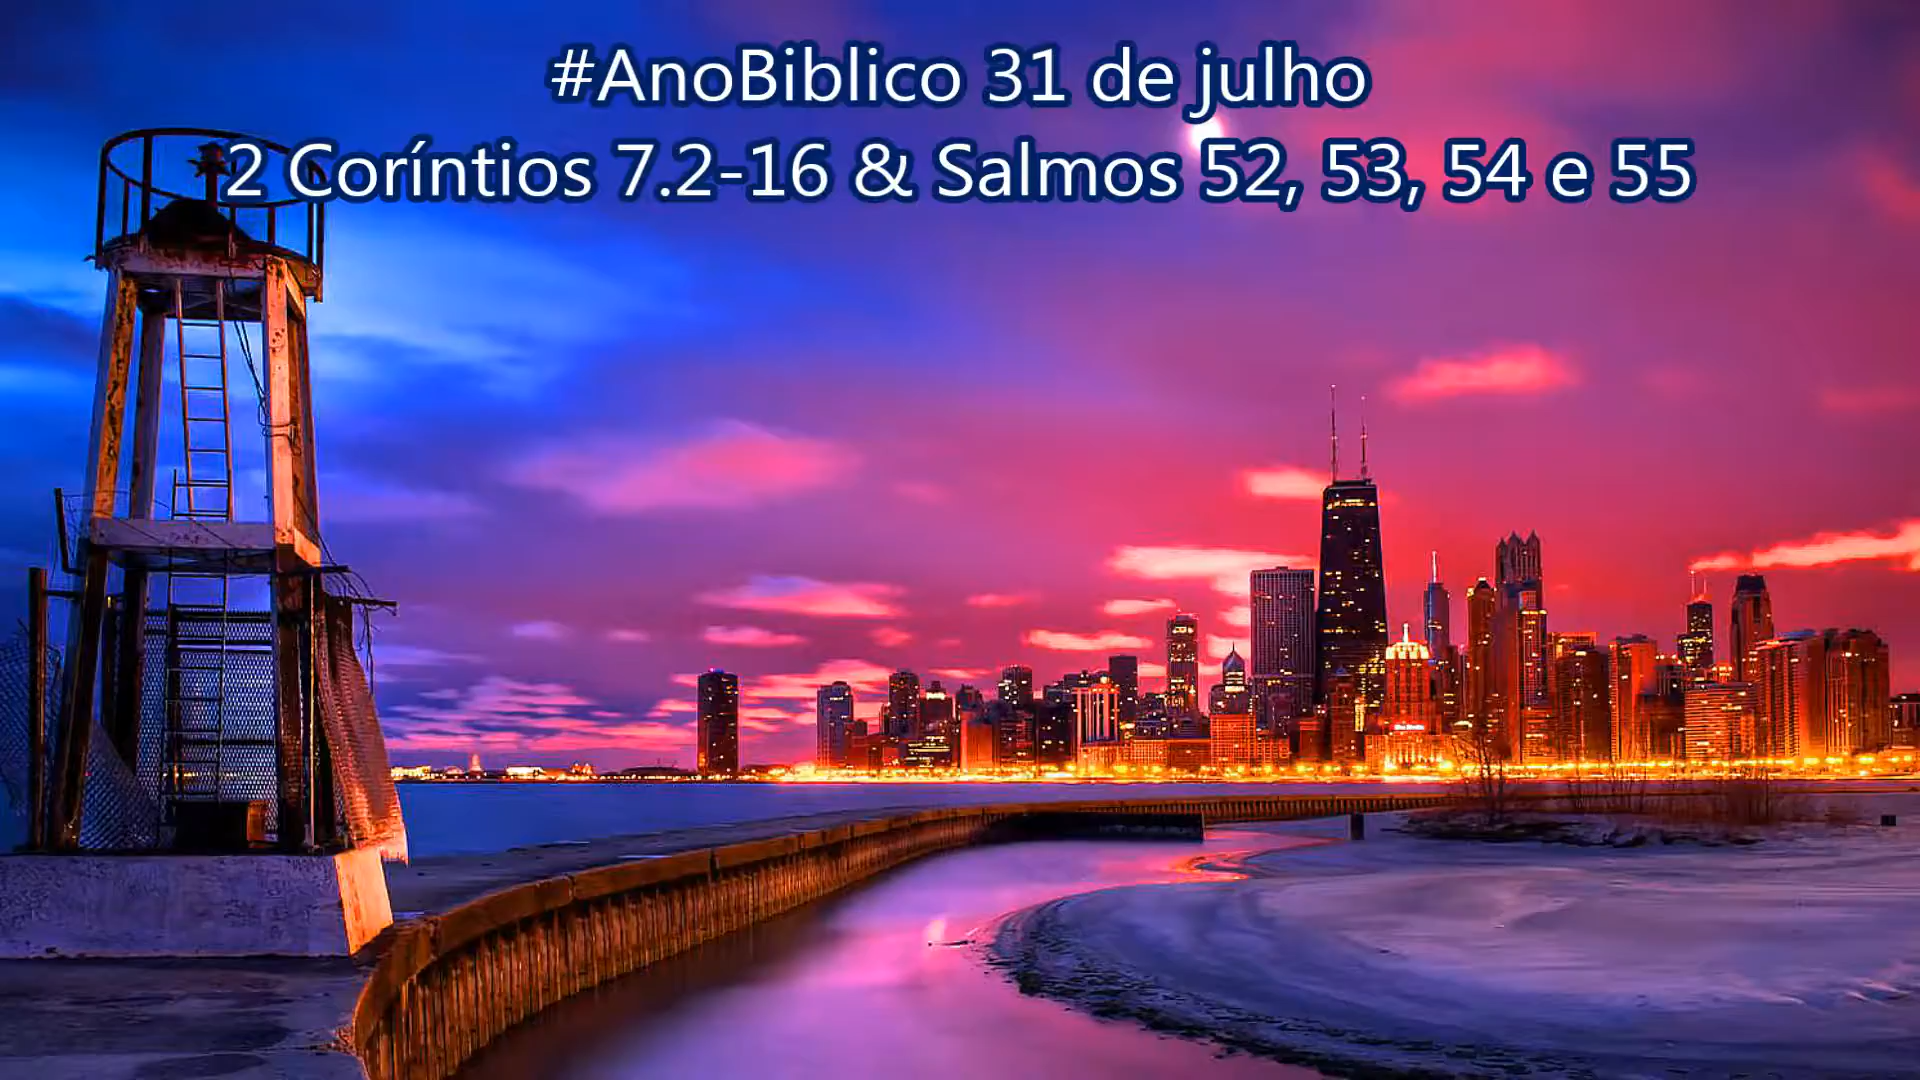 #AnoBiblico 31 de julho
2 Coríntios 7.2-16 & Salmos 52, 53, 54 e 55